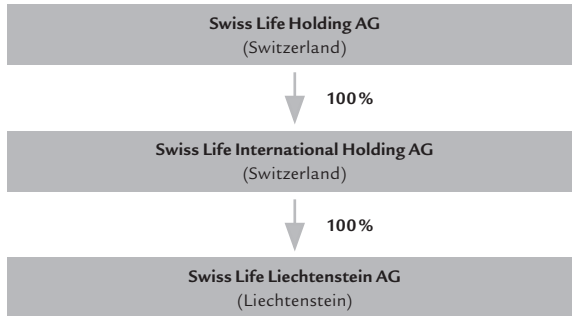 Swiss Life Holding AG
(Switzerland)
100%
Swiss Life International Holding AG
(Switzerland)
100%
Swiss Life Liechtenstein AG
(Liechtenstein)